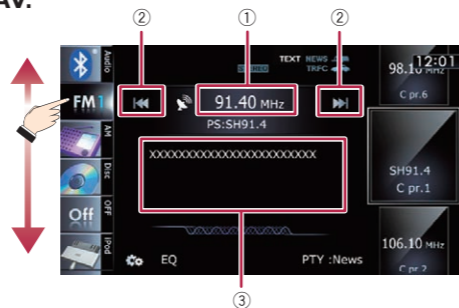 AV.
② ① ②
Audio
TEXT NEWS
STEREO TRFC
12:01
98.10 MHz
C pr.6
FM1
91.40 MHz
PS:SH91.4
AM
XXXXXXXXXXXXXXXXXXXXXXXX
Disc
SH91.4
C pr.1
Off
OFF
iPod
106.10 MHz
C pr.2
EQ
PTY :News
③